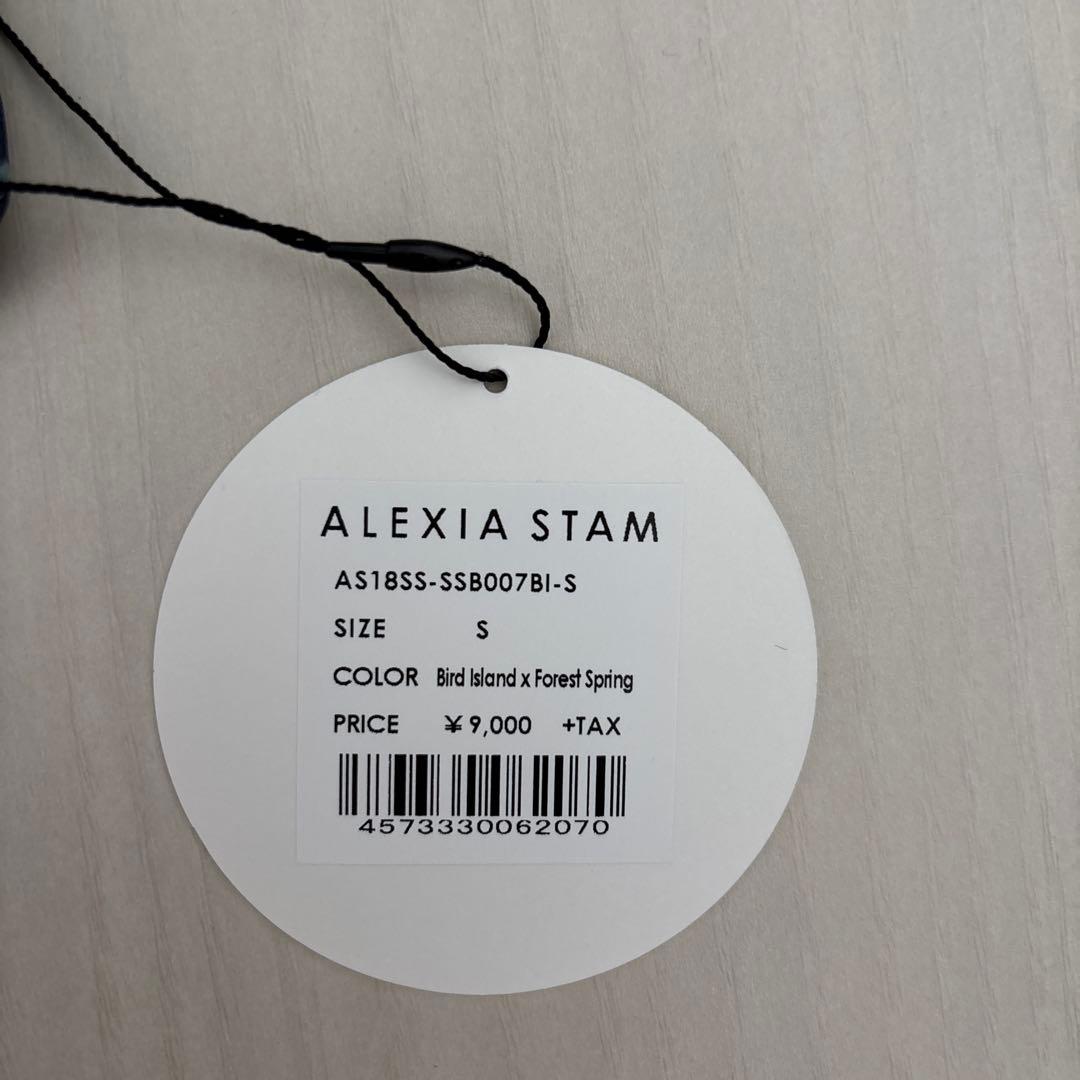 ALEXIA STAM
AS18SS-SSB007BI-S
SIZE S
COLOR Bird Island x Forest Spring
PRICE ¥9,000 +TAX
4573330062070